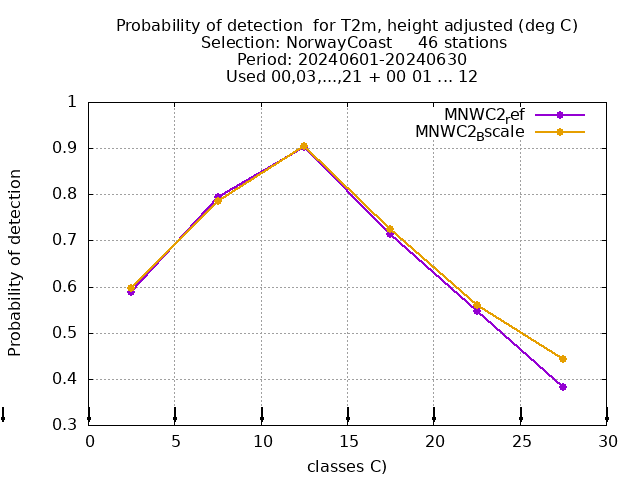 Probability of detection  for T2m, height adjusted (deg C)
Selection: NorwayCoast     46 stations
Period: 20240601-20240630
Used 00,03,...,21 + 00 01 ... 12
MNWC2ref
MNWC2Bscale
Probability of detection
1
0.9
0.8
0.7
0.6
0.5
0.4
0.3
0 5 10 15 20 25 30
classes C)